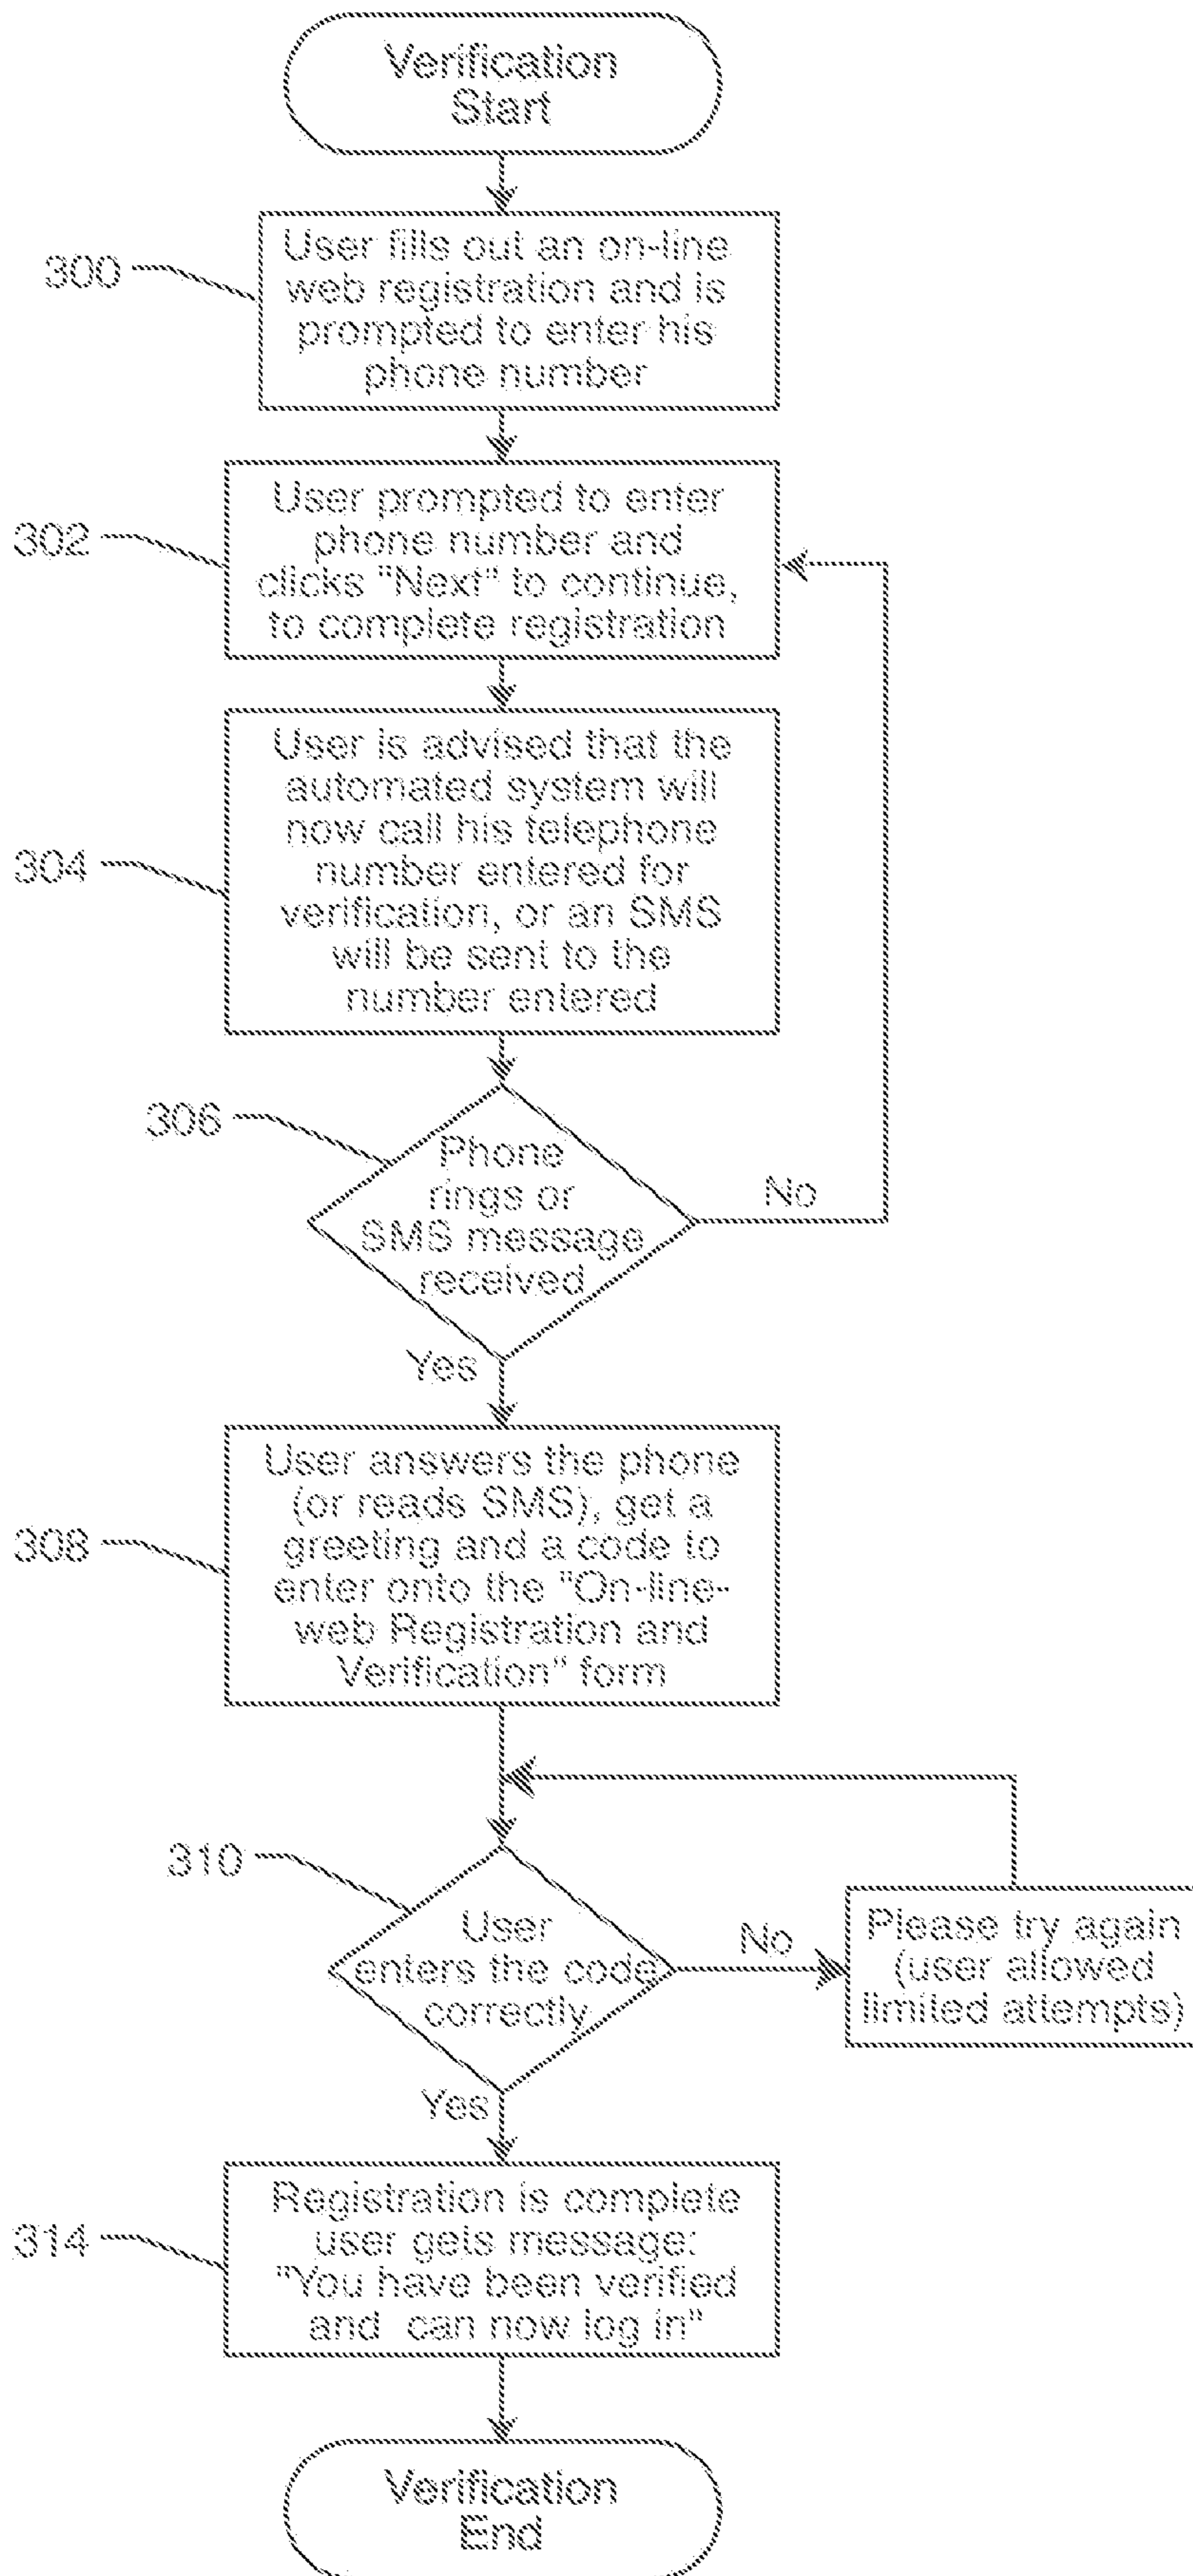 Verification
Start
300
User fills out an on-line
web registration and is
prompted to enter his
phone number
302
User prompted to enter
phone number and
clicks "Next" to continue,
to complete registration
304
User is advised that the
automated system will
now call his telephone
number entered for
verification, or an SMS
will be sent to the
number entered
306
Phone
rings or
SMS message
received
No
Yes
308
User answers the phone
(or reads SMS), get a
greeting and a code to
enter onto the "On-line-
web Registration and
Verification" form
310
User
enters the code
correctly
No
Please try again
(user allowed
limited attempts)
Yes
314
Registration is complete
user gets message:
"You have been verified
and can now log in"
Verification
End